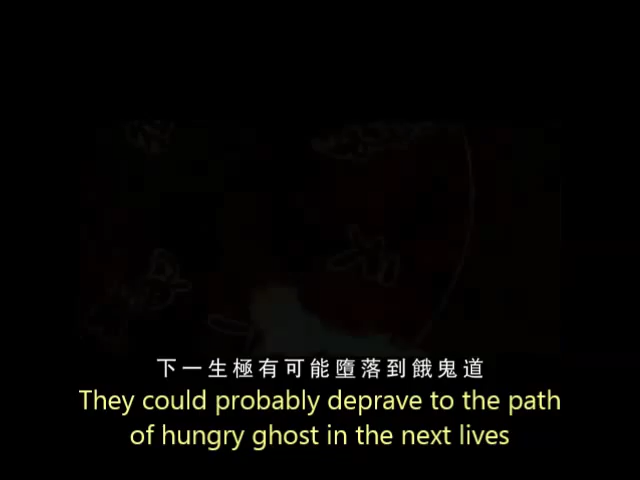 下一生極有可能墮落到餓鬼道
They could probably deprave to the path
of hungry ghost in the next lives